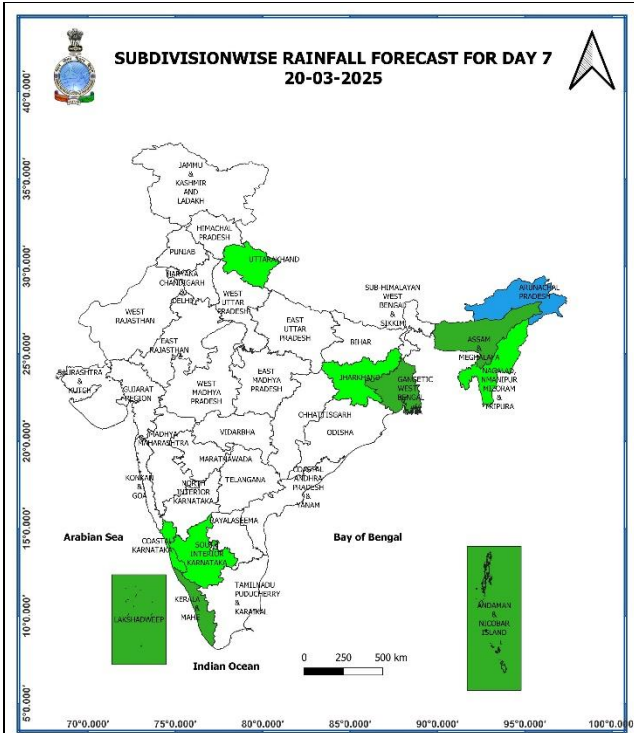 SUBDIVISIONWISE RAINFALL FORECAST FOR DAY 7
20-03-2025
40°0.000'
35°0.000'
30°0.000'
25°0.000'
20°0.000'
15°0.000'
10°0.000'
5°0.000'
JAMMU
&
KASHMIR
AND
LADAKH
HIMACHAL
PRADESH
PUNJAB
UTTARAKHAND
HARYANA
CHANDIGARH
&
DELHI
WEST
UTTAR
PRADESH
WEST
RAJASTHAN
EAST
RAJASTHAN
EAST
UTTAR
PRADESH
SUB-HIMALAYAN
WEST
BENGAL
&
SIKKIM
ARUNACHAL
PRADESH
BIHAR
ASSAM
&
MEGHALAYA
NAGALAD,
NMANIPUR
MIZORAM
&
TRIPURA
SAURASHTRA
&
KUTCH
GUJARAT
REGION
WEST
MADHYA
PRADESH
EAST
MADHYA
PRADESH
JHARKHAND
GANGETIC
WEST
BENGAL
CHHATTISGARH
ODISHA
MADHYA
MAHARASHTRA
VIDARBHA
MARATHAWADA
TELANGANA
KONKAN
&
GOA
NORTH
INTERIOR
KARNATAKA
COASTAL
ANDHRA
PRADESH
&
YANAM
RAYALASEEMA
Arabian Sea
Bay of Bengal
COASTAL
KARNATAKA
SOUTH
INTERIOR
KARNATAKA
KERALA
&
MAHE
TAMILNADU
PUDUCHERRY
&
KARAIKAL
LAKSHADWEEP
ANDAMAN
&
NICOBAR
ISLAND
Indian Ocean
0 250 500 km
70°0.000' 75°0.000' 80°0.000' 85°0.000' 90°0.000' 95°0.000' 100°0.000'